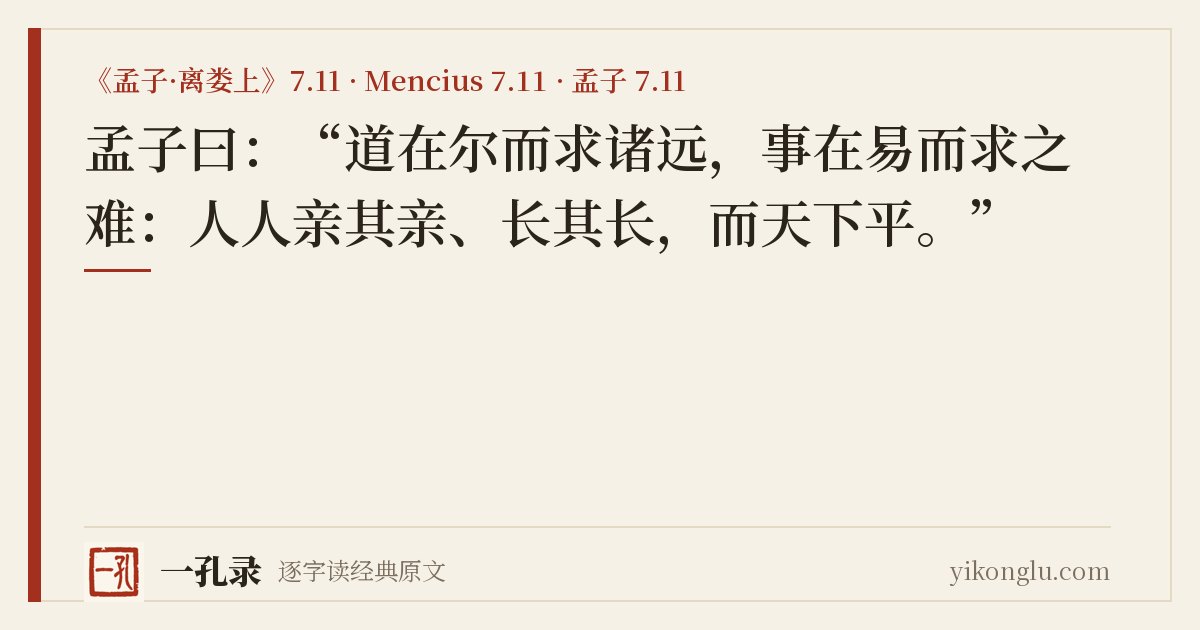 《孟子·离娄上》7.11 · Mencius 7.11 · 孟子 7.11
孟子曰：“道在尔而求诸远，事在易而求之
难：人人亲其亲、长其长，而天下平。”
一孔
一孔录 逐字读经典原文 yikonglu.com